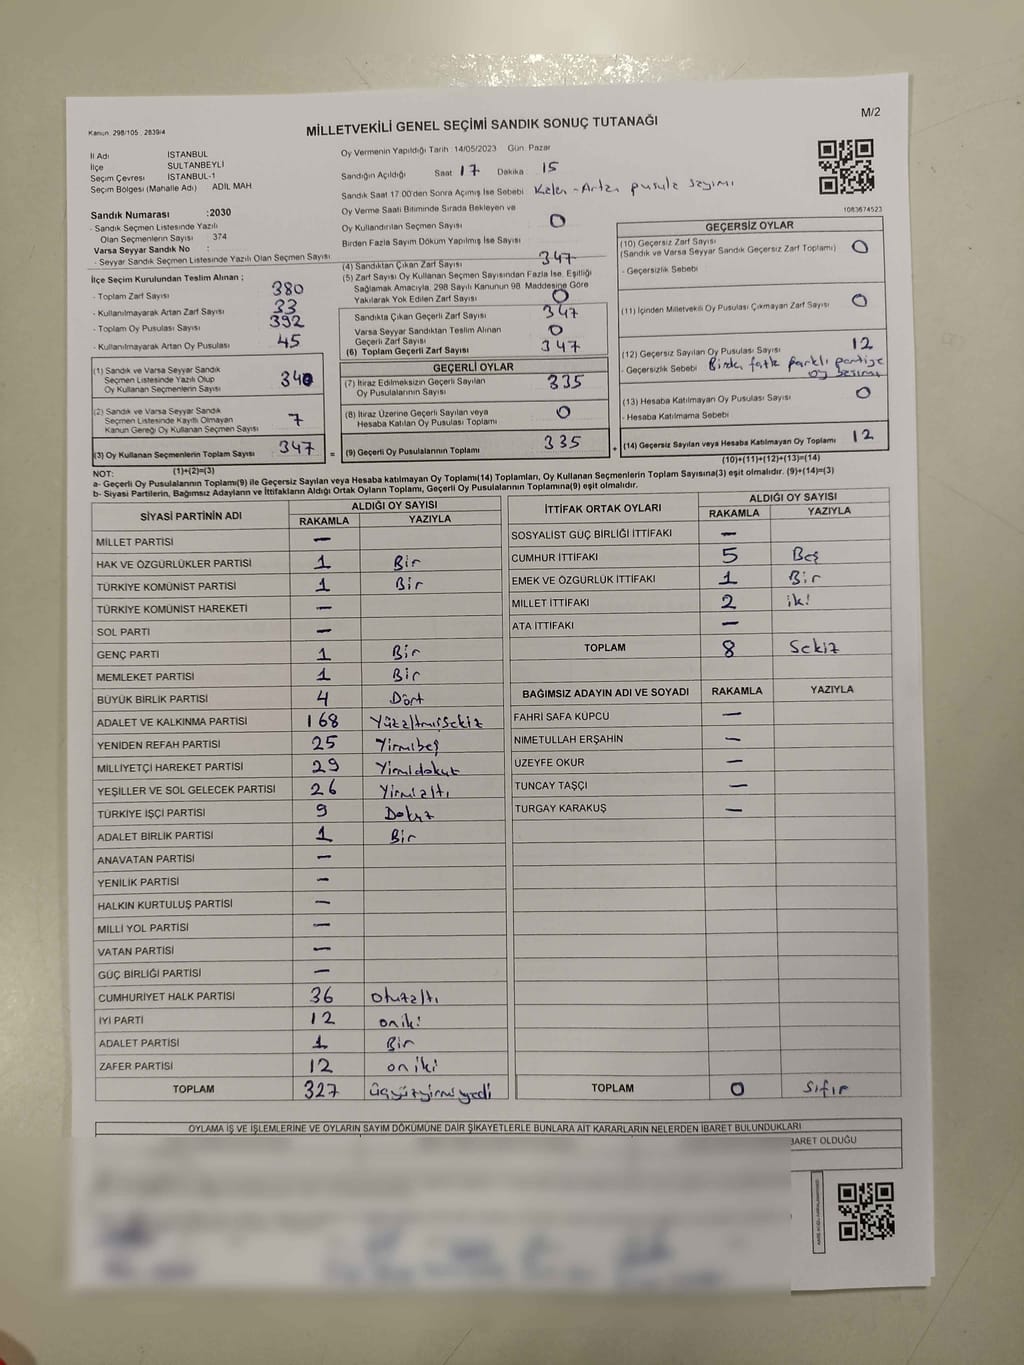 M/2
Kanun 298/105, 2839/4
MİLLETVEKİLİ GENEL SEÇİMİ SANDIK SONUÇ TUTANAĞI
İl Adı İSTANBUL
İlçe SULTANBEYLİ
Seçim Çevresi İSTANBUL-1
Seçim Bölgesi (Mahalle Adı) ADİL MAH
Sandık Numarası :2030
- Sandık Seçmen Listesinde Yazılı
Olan Seçmenlerin Sayısı 374
Varsa Seyyar Sandık No :
- Seyyar Sandık Seçmen Listesinde Yazılı Olan Seçmen Sayısı
İlçe Seçim Kurulundan Teslim Alınan ;
- Toplam Zarf Sayısı 380
- Kullanılmayarak Artan Zarf Sayısı 33
- Toplam Oy Pusulası Sayısı 392
- Kullanılmayarak Artan Oy Pusulası 45
(1) Sandık ve Varsa Seyyar Sandık
Seçmen Listesinde Yazılı Olup
Oy Kullanan Seçmenlerin Sayısı 340
(2) Sandık ve Varsa Seyyar Sandık
Seçmen Listesinde Kayıtlı Olmayan
Kanun Gereği Oy Kullanan Seçmen Sayısı 7
(3) Oy Kullanan Seçmenlerin Toplam Sayısı 347 =
(1)+(2)=(3)
Oy Vermenin Yapıldığı Tarih : 14/05/2023 Gün: Pazar
Sandığın Açıldığı Saat 17 Dakika 15
Sandık Saat 17:00'den Sonra Açılmış İse Sebebi Kalan-Artan pusula sayımı
Oy Verme Saati Bitiminde Sırada Bekleyen ve
Oy Kullandırılan Seçmen Sayısı 0
Birden Fazla Sayım Döküm Yapılmış İse Sayısı
(4) Sandıktan Çıkan Zarf Sayısı 347
(5) Zarf Sayısı Oy Kullanan Seçmen Sayısından Fazla İse, Eşitliği
Sağlamak Amacıyla, 298 Sayılı Kanunun 98. Maddesine Göre
Yakılarak Yok Edilen Zarf Sayısı 0
Sandıkta Çıkan Geçerli Zarf Sayısı 347
Varsa Seyyar Sandıktan Teslim Alınan
Geçerli Zarf Sayısı 0
(6) Toplam Geçerli Zarf Sayısı 347
GEÇERLİ OYLAR
(7) İtiraz Edilmeksizin Geçerli Sayılan
Oy Pusulalarının Sayısı 335
(8) İtiraz Üzerine Geçerli Sayılan veya
Hesaba Katılan Oy Pusulası Toplamı 0
(9) Geçerli Oy Pusulalarının Toplamı 335 +
1083674523
GEÇERSİZ OYLAR
(10) Geçersiz Zarf Sayısı 0
(Sandık ve Varsa Seyyar Sandık Geçersiz Zarf Toplamı)
- Geçersizlik Sebebi
(11) İçinden Milletvekili Oy Pusulası Çıkmayan Zarf Sayısı 0
(12) Geçersiz Sayılan Oy Pusulası Sayısı 12
- Geçersizlik Sebebi Birden fazla farklı partiye
oy basımı
(13) Hesaba Katılmayan Oy Pusulası Sayısı 0
- Hesaba Katılmama Sebebi
(14) Geçersiz Sayılan veya Hesaba Katılmayan Oy Toplamı 12
(10)+(11)+(12)+(13)=(14)
NOT:
a- Geçerli Oy Pusulalarının Toplamı(9) ile Geçersiz Sayılan veya Hesaba katılmayan Oy Toplamı(14) Toplamları, Oy Kullanan Seçmenlerin Toplam Sayısına(3) eşit olmalıdır. (9)+(14)=(3)
b- Siyasi Partilerin, Bağımsız Adayların ve İttifakların Aldığı Ortak Oyların Toplamı, Geçerli Oy Pusulalarının Toplamına(9) eşit olmalıdır.
SİYASİ PARTİNİN ADI ALDIĞI OY SAYISI
RAKAMLA YAZIYLA
MİLLET PARTİSİ —
HAK VE ÖZGÜRLÜKLER PARTİSİ 1 Bir
TÜRKİYE KOMÜNİST PARTİSİ 1 Bir
TÜRKİYE KOMÜNİST HAREKETİ —
SOL PARTİ —
GENÇ PARTİ 1 Bir
MEMLEKET PARTİSİ 1 Bir
BÜYÜK BİRLİK PARTİSİ 4 Dört
ADALET VE KALKINMA PARTİSİ 168 Yüzaltmışsekiz
YENİDEN REFAH PARTİSİ 25 Yirmibeş
MİLLİYETÇİ HAREKET PARTİSİ 29 Yirmidokuz
YEŞİLLER VE SOL GELECEK PARTİSİ 26 Yirmialtı
TÜRKİYE İŞÇİ PARTİSİ 9 Dokuz
ADALET BİRLİK PARTİSİ 1 Bir
ANAVATAN PARTİSİ —
YENİLİK PARTİSİ —
HALKIN KURTULUŞ PARTİSİ —
MİLLİ YOL PARTİSİ —
VATAN PARTİSİ —
GÜÇ BİRLİĞİ PARTİSİ —
CUMHURİYET HALK PARTİSİ 36 otuzaltı
İYİ PARTİ 12 oniki
ADALET PARTİSİ 1 Bir
ZAFER PARTİSİ 12 oniki
TOPLAM 327 üçyüzyirmiyedi
İTTİFAK ORTAK OYLARI ALDIĞI OY SAYISI
RAKAMLA YAZIYLA
SOSYALİST GÜÇ BİRLİĞİ İTTİFAKI —
CUMHUR İTTİFAKI 5 Beş
EMEK VE ÖZGÜRLÜK İTTİFAKI 1 Bir
MİLLET İTTİFAKI 2 iki
ATA İTTİFAKI —
TOPLAM 8 Sekiz
BAĞIMSIZ ADAYIN ADI VE SOYADI RAKAMLA YAZIYLA
FAHRİ SAFA KÜPCÜ —
NİMETULLAH ERŞAHİN —
ÜZEYFE OKUR —
TUNCAY TAŞÇI —
TURGAY KARAKUŞ —
TOPLAM 0 Sıfır
OYLAMA İŞ VE İŞLEMLERİNE VE OYLARIN SAYIM DÖKÜMÜNE DAİR ŞİKAYETLERLE BUNLARA AİT KARARLARIN NELERDEN İBARET BULUNDUKLARI
BARET OLDUĞU